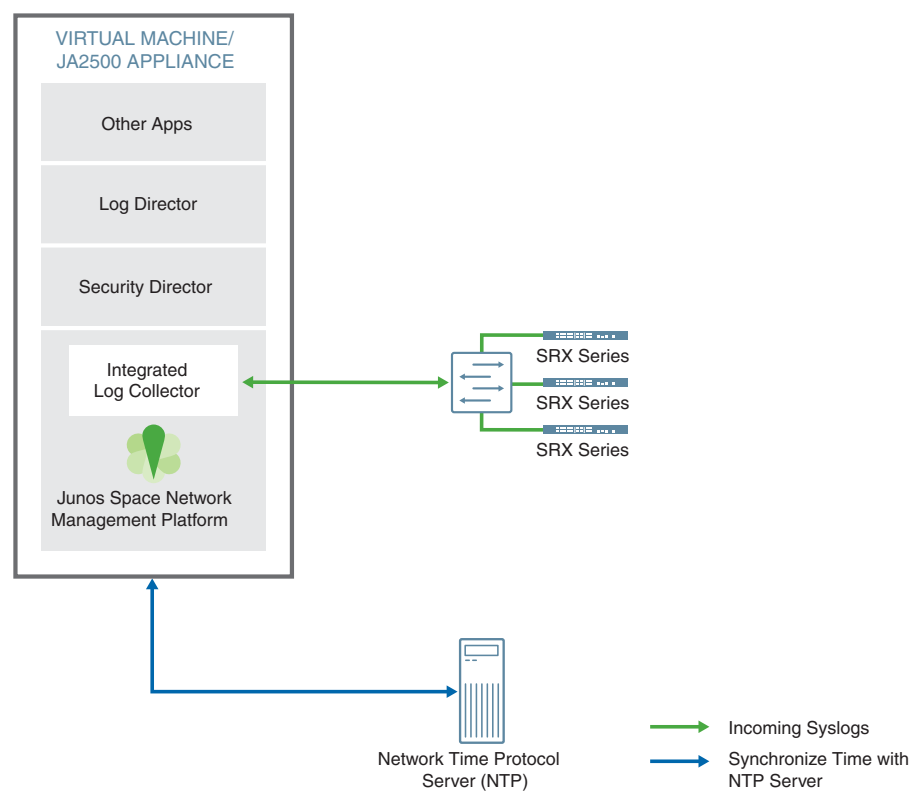 VIRTUAL MACHINE/
JA2500 APPLIANCE
Other Apps
Log Director
Security Director
Integrated
Log Collector
Junos Space Network
Management Platform
SRX Series
SRX Series
SRX Series
Network Time Protocol
Server (NTP)
Incoming Syslogs
Synchronize Time with
NTP Server